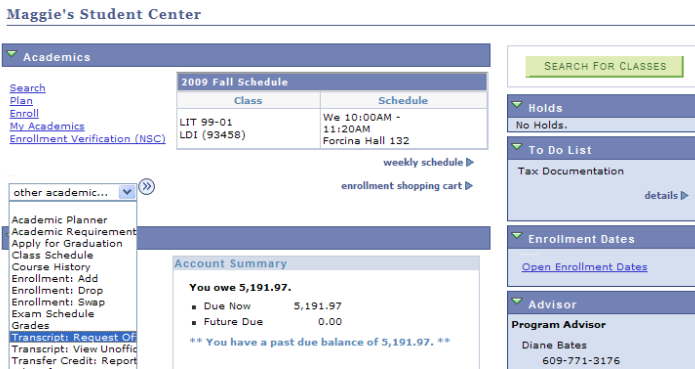 Maggie's Student Center
Academics
Search
Plan
Enroll
My Academics
Enrollment Verification (NSC)
2009 Fall Schedule
Class
Schedule
LIT 99-01
LDI (93458)
We 10:00AM -
11:20AM
Forcina Hall 132
weekly schedule
enrollment shopping cart
other academic...
Academic Planner
Academic Requirement
Apply for Graduation
Class Schedule
Course History
Enrollment: Add
Enrollment: Drop
Enrollment: Swap
Exam Schedule
Grades
Transcript: Request Of
Transcript: View Unoffic
Transfer Credit: Report
Account Summary
You owe 5,191.97.
Due Now 5,191.97
Future Due 0.00
** You have a past due balance of 5,191.97. **
SEARCH FOR CLASSES
Holds
No Holds.
To Do List
Tax Documentation
details
Enrollment Dates
Open Enrollment Dates
Advisor
Program Advisor
Diane Bates
609-771-3176